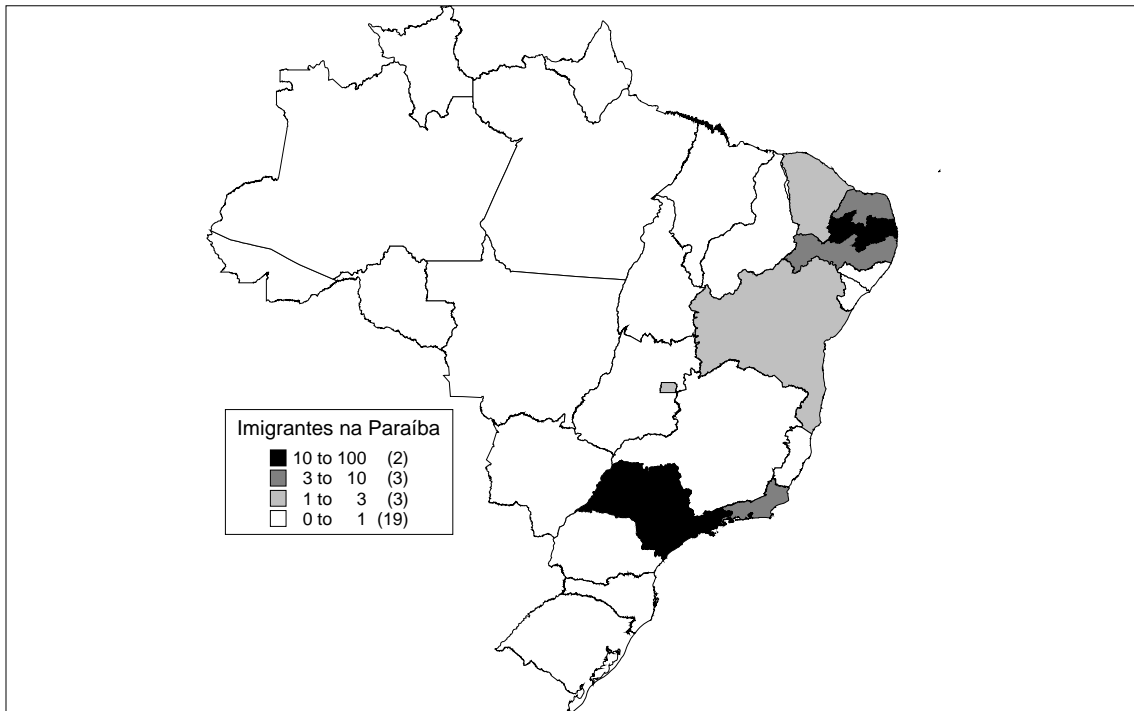 Imigrantes na Paraíba
10 to 100 (2)
3 to 10 (3)
1 to 3 (3)
0 to 1 (19)